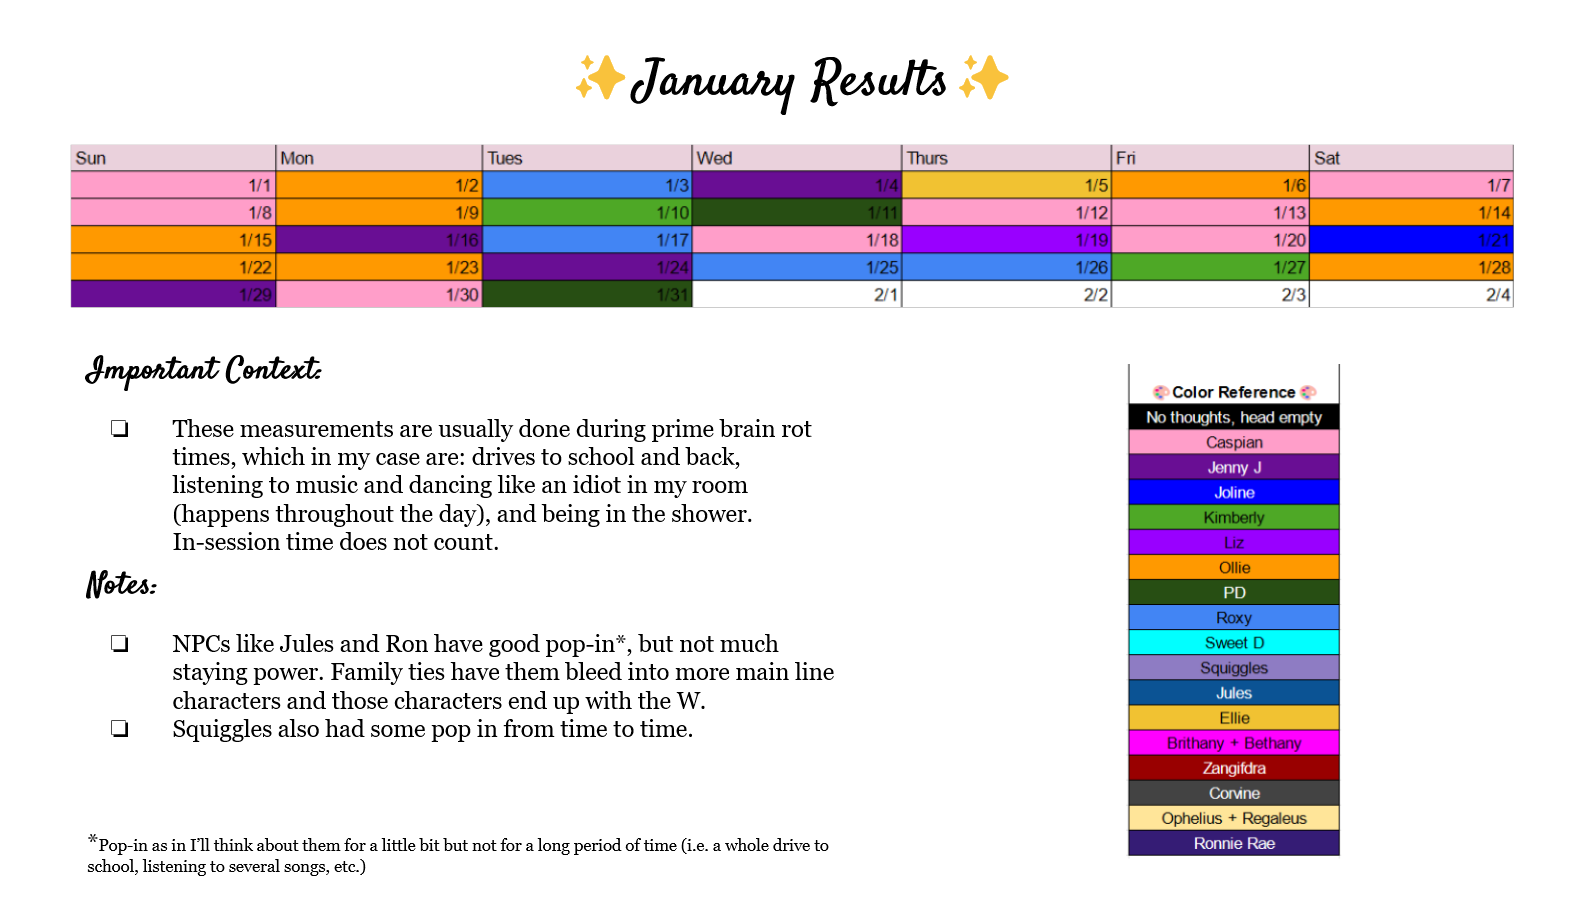 ✨January Results✨
Sun Mon Tues Wed Thurs Fri Sat
1/1 1/2 1/3 1/4 1/5 1/6 1/7
1/8 1/9 1/10 1/11 1/12 1/13 1/14
1/15 1/16 1/17 1/18 1/19 1/20 1/21
1/22 1/23 1/24 1/25 1/26 1/27 1/28
1/29 1/30 1/31 2/1 2/2 2/3 2/4
Important Context:
❏ These measurements are usually done during prime brain rot
times, which in my case are: drives to school and back,
listening to music and dancing like an idiot in my room
(happens throughout the day), and being in the shower.
In-session time does not count.
Notes:
❏ NPCs like Jules and Ron have good pop-in*, but not much
staying power. Family ties have them bleed into more main line
characters and those characters end up with the W.
❏ Squiggles also had some pop in from time to time.
*Pop-in as in I’ll think about them for a little bit but not for a long period of time (i.e. a whole drive to
school, listening to several songs, etc.)
🎨 Color Reference 🎨
No thoughts, head empty
Caspian
Jenny J
Joline
Kimberly
Liz
Ollie
PD
Roxy
Sweet D
Squiggles
Jules
Ellie
Brithany + Bethany
Zangifdra
Corvine
Ophelius + Regaleus
Ronnie Rae